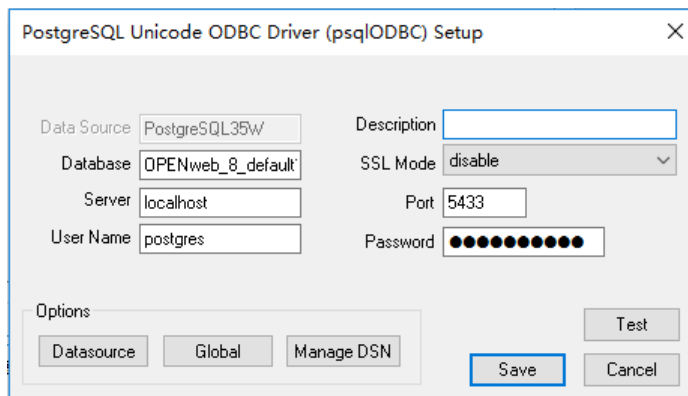 PostgreSQL Unicode ODBC Driver (psqlODBC) Setup
Data Source PostgreSQL35W Description
Database OPENweb_8_default SSL Mode disable
Server localhost Port 5433
User Name postgres Password ●●●●●●●●●●
Options
Datasource Global Manage DSN Test
Save Cancel